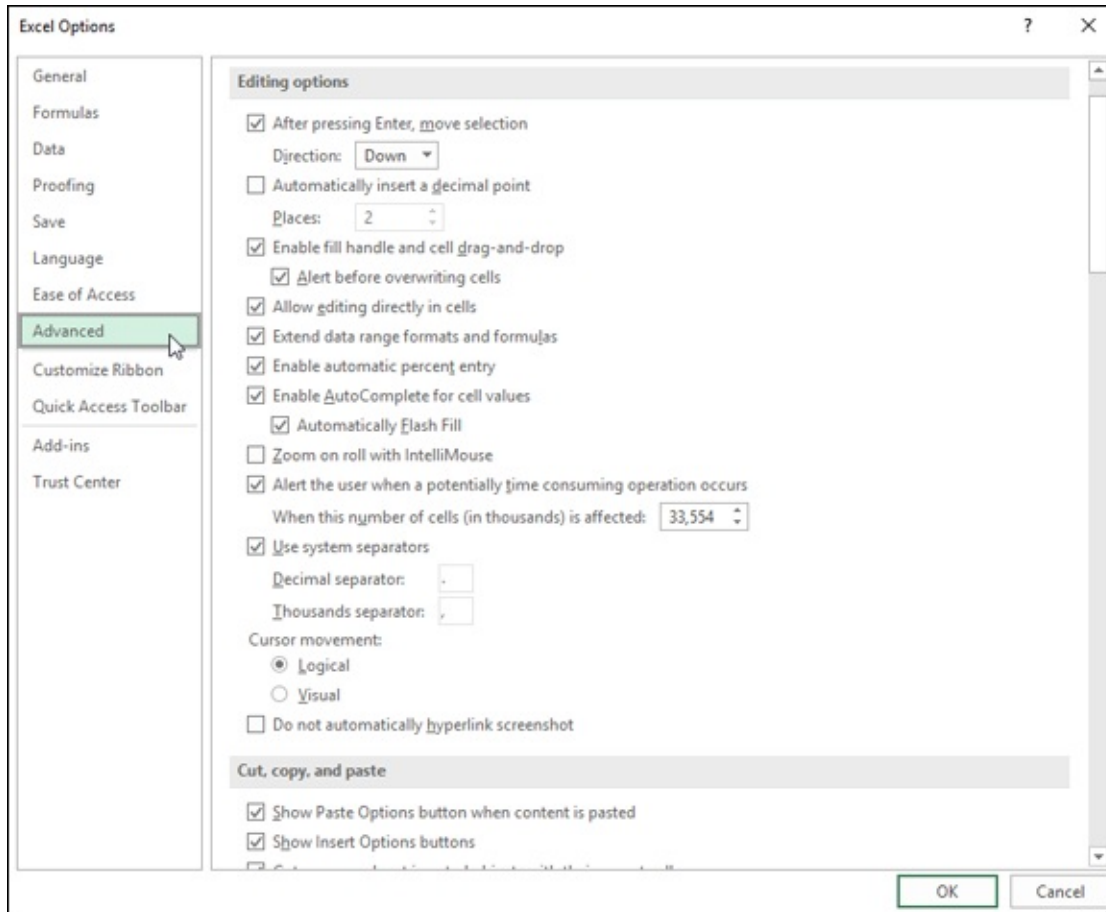 Excel Options
?
General
Formulas
Data
Proofing
Save
Language
Ease of Access
Advanced
Customize Ribbon
Quick Access Toolbar
Add-ins
Trust Center
Editing options
After pressing Enter, move selection
Direction: Down
Automatically insert a decimal point
Places: 2
Enable fill handle and cell drag-and-drop
Alert before overwriting cells
Allow editing directly in cells
Extend data range formats and formulas
Enable automatic percent entry
Enable AutoComplete for cell values
Automatically Flash Fill
Zoom on roll with IntelliMouse
Alert the user when a potentially time consuming operation occurs
When this number of cells (in thousands) is affected: 33,554
Use system separators
Decimal separator: .
Thousands separator: ,
Cursor movement:
Logical
Visual
Do not automatically hyperlink screenshot
Cut, copy, and paste
Show Paste Options button when content is pasted
Show Insert Options buttons
OK Cancel